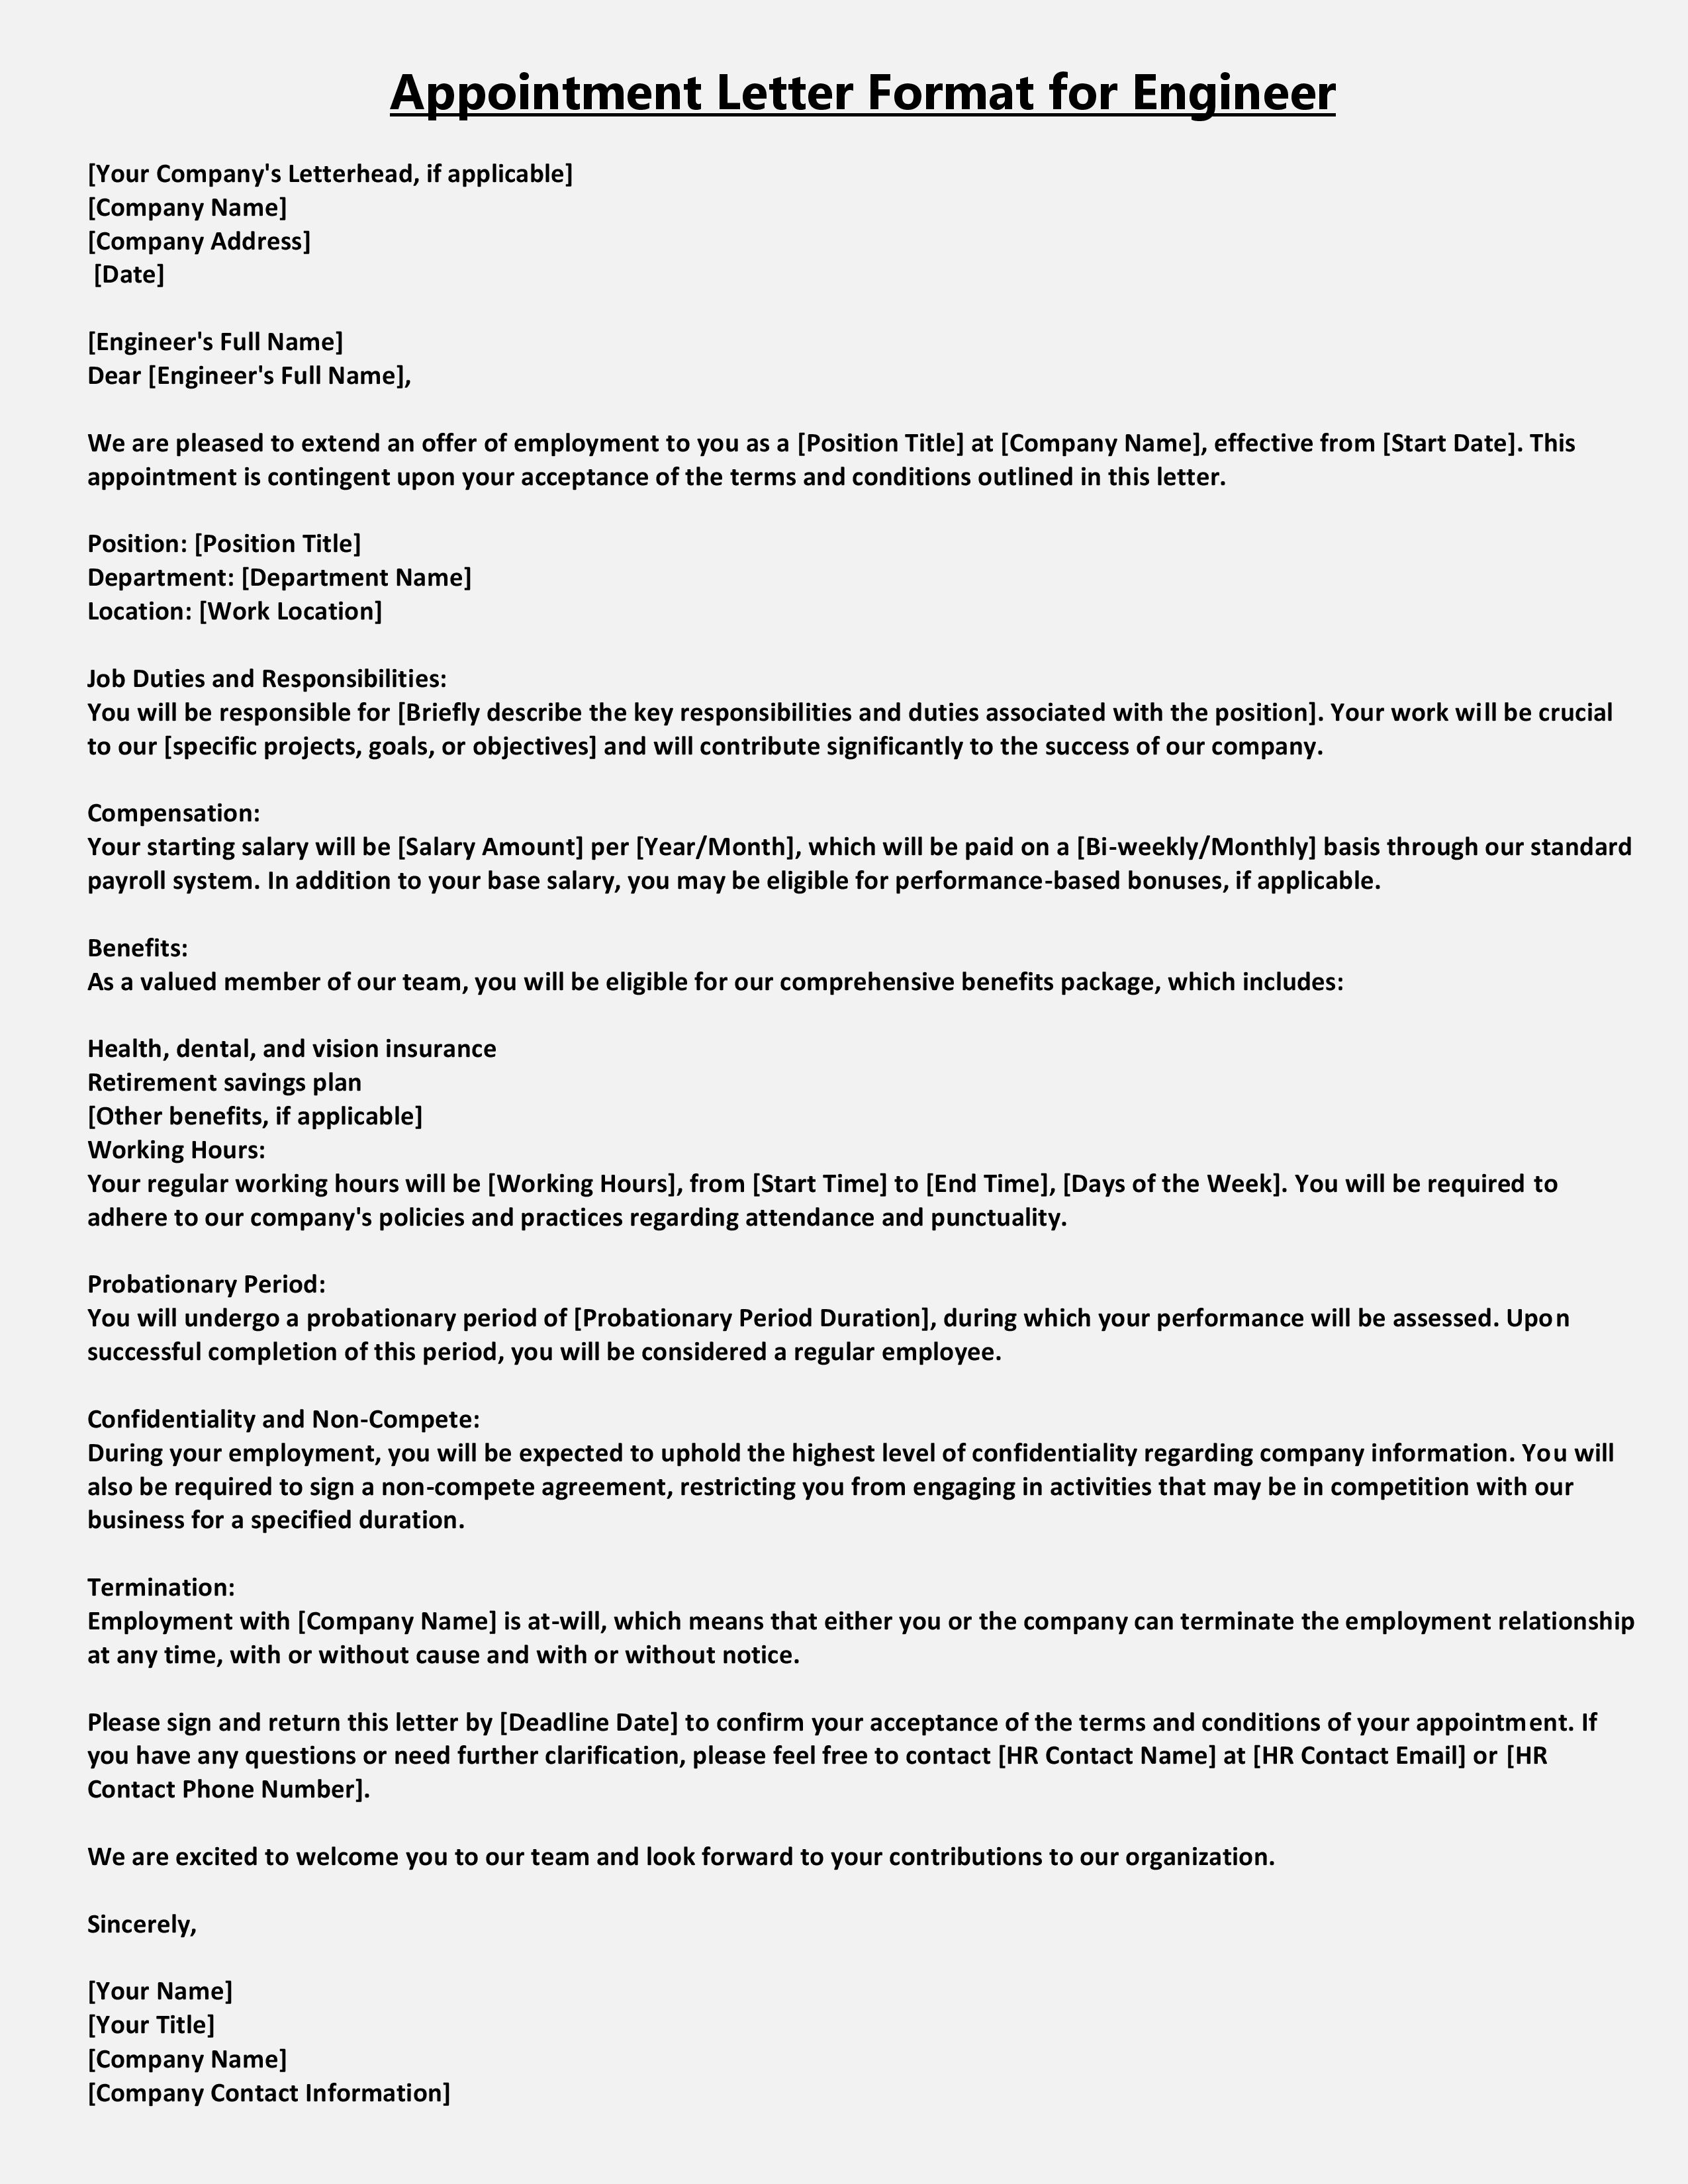 Appointment Letter Format for Engineer
[Your Company's Letterhead, if applicable]
[Company Name]
[Company Address]
[Date]
[Engineer's Full Name]
Dear [Engineer's Full Name],
We are pleased to extend an offer of employment to you as a [Position Title] at [Company Name], effective from [Start Date]. This
appointment is contingent upon your acceptance of the terms and conditions outlined in this letter.
Position: [Position Title]
Department: [Department Name]
Location: [Work Location]
Job Duties and Responsibilities:
You will be responsible for [Briefly describe the key responsibilities and duties associated with the position]. Your work will be crucial
to our [specific projects, goals, or objectives] and will contribute significantly to the success of our company.
Compensation:
Your starting salary will be [Salary Amount] per [Year/Month], which will be paid on a [Bi-weekly/Monthly] basis through our standard
payroll system. In addition to your base salary, you may be eligible for performance-based bonuses, if applicable.
Benefits:
As a valued member of our team, you will be eligible for our comprehensive benefits package, which includes:
Health, dental, and vision insurance
Retirement savings plan
[Other benefits, if applicable]
Working Hours:
Your regular working hours will be [Working Hours], from [Start Time] to [End Time], [Days of the Week]. You will be required to
adhere to our company's policies and practices regarding attendance and punctuality.
Probationary Period:
You will undergo a probationary period of [Probationary Period Duration], during which your performance will be assessed. Upon
successful completion of this period, you will be considered a regular employee.
Confidentiality and Non-Compete:
During your employment, you will be expected to uphold the highest level of confidentiality regarding company information. You will
also be required to sign a non-compete agreement, restricting you from engaging in activities that may be in competition with our
business for a specified duration.
Termination:
Employment with [Company Name] is at-will, which means that either you or the company can terminate the employment relationship
at any time, with or without cause and with or without notice.
Please sign and return this letter by [Deadline Date] to confirm your acceptance of the terms and conditions of your appointment. If
you have any questions or need further clarification, please feel free to contact [HR Contact Name] at [HR Contact Email] or [HR
Contact Phone Number].
We are excited to welcome you to our team and look forward to your contributions to our organization.
Sincerely,
[Your Name]
[Your Title]
[Company Name]
[Company Contact Information]